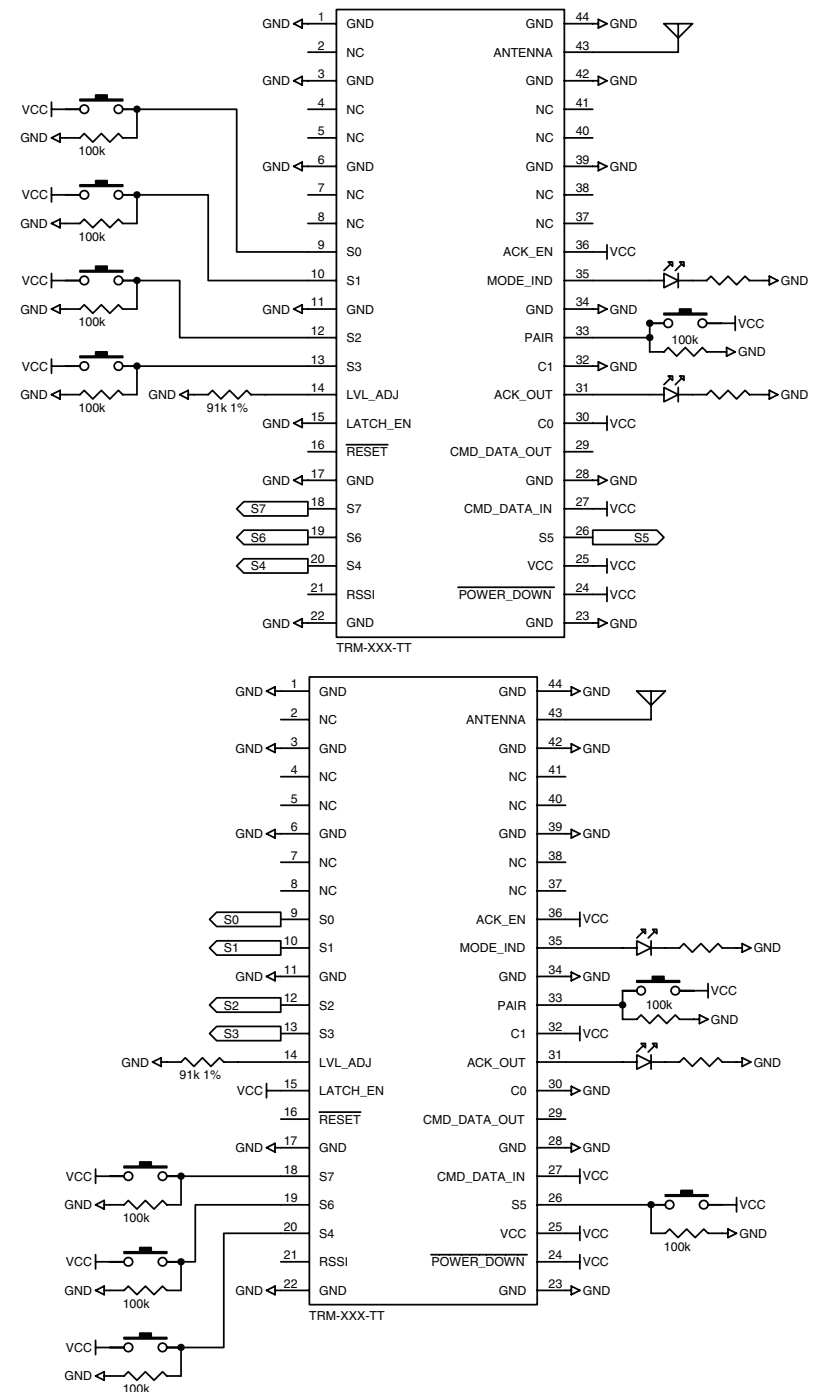 GND 1 GND GND 44 GND
2 NC ANTENNA 43
GND 3 GND GND 42 GND
VCC 4 NC NC 41
GND 100k 5 NC NC 40
GND 6 GND GND 39 GND
VCC 7 NC NC 38
GND 100k 8 NC NC 37
9 S0 ACK_EN 36 VCC
VCC 10 S1 MODE_IND 35 GND
GND 100k GND 11 GND GND 34 GND
12 S2 PAIR 33 100k VCC GND
VCC 13 S3 C1 32 GND
GND 100k GND 91k 1% 14 LVL_ADJ ACK_OUT 31 GND
GND 15 LATCH_EN C0 30 VCC
16 RESET CMD_DATA_OUT 29
GND 17 GND GND 28 GND
S7 18 S7 CMD_DATA_IN 27 VCC
S6 19 S6 S5 26 S5
S4 20 S4 VCC 25 VCC
21 RSSI POWER_DOWN 24 VCC
GND 22 GND GND 23 GND
TRM-XXX-TT
GND 1 GND GND 44 GND
2 NC ANTENNA 43
GND 3 GND GND 42 GND
4 NC NC 41
5 NC NC 40
GND 6 GND GND 39 GND
7 NC NC 38
8 NC NC 37
S0 9 S0 ACK_EN 36 VCC
S1 10 S1 MODE_IND 35 GND
GND 11 GND GND 34 GND
S2 12 S2 PAIR 33 100k VCC GND
S3 13 S3 C1 32 VCC
GND 91k 1% 14 LVL_ADJ ACK_OUT 31 GND
VCC 15 LATCH_EN C0 30 GND
16 RESET CMD_DATA_OUT 29
GND 17 GND GND 28 GND
VCC 18 S7 CMD_DATA_IN 27 VCC
GND 100k 19 S6 S5 26 VCC
20 S4 VCC 25 VCC 100k GND
VCC 21 RSSI POWER_DOWN 24 VCC
GND 100k GND 22 GND GND 23 GND
TRM-XXX-TT
VCC
GND 100k